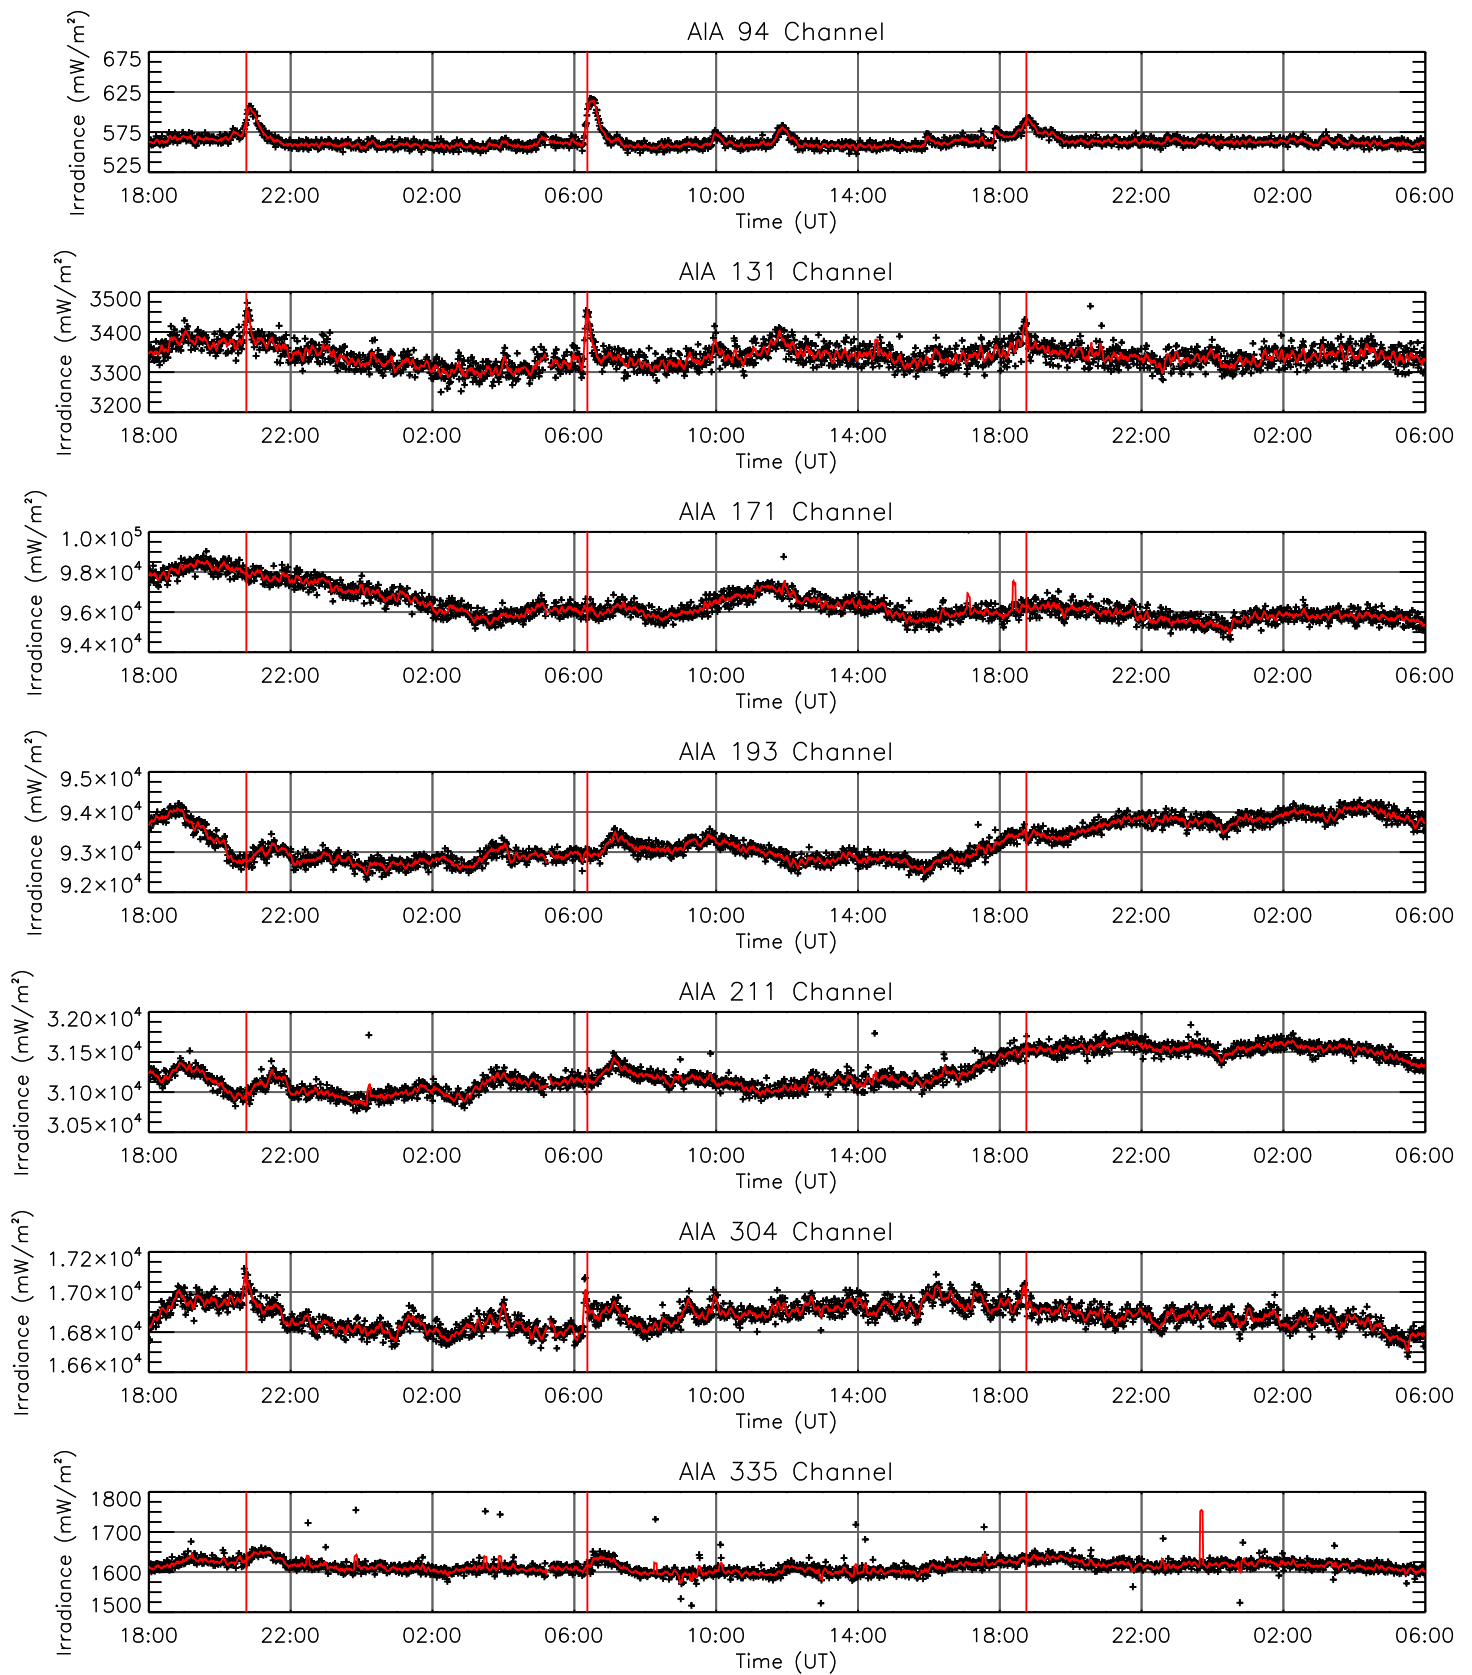 AIA 94 Channel
Irradiance (mW/m²)
675
625
575
525
18:00 22:00 02:00 06:00 10:00 14:00 18:00 22:00 02:00 06:00
Time (UT)
AIA 131 Channel
Irradiance (mW/m²)
3500
3400
3300
3200
18:00 22:00 02:00 06:00 10:00 14:00 18:00 22:00 02:00 06:00
Time (UT)
AIA 171 Channel
Irradiance (mW/m²)
1.0×10⁵
9.8×10⁴
9.6×10⁴
9.4×10⁴
18:00 22:00 02:00 06:00 10:00 14:00 18:00 22:00 02:00 06:00
Time (UT)
AIA 193 Channel
Irradiance (mW/m²)
9.5×10⁴
9.4×10⁴
9.3×10⁴
9.2×10⁴
18:00 22:00 02:00 06:00 10:00 14:00 18:00 22:00 02:00 06:00
Time (UT)
AIA 211 Channel
Irradiance (mW/m²)
3.20×10⁴
3.15×10⁴
3.10×10⁴
3.05×10⁴
18:00 22:00 02:00 06:00 10:00 14:00 18:00 22:00 02:00 06:00
Time (UT)
AIA 304 Channel
Irradiance (mW/m²)
1.72×10⁴
1.70×10⁴
1.68×10⁴
1.66×10⁴
18:00 22:00 02:00 06:00 10:00 14:00 18:00 22:00 02:00 06:00
Time (UT)
AIA 335 Channel
Irradiance (mW/m²)
1800
1700
1600
1500
18:00 22:00 02:00 06:00 10:00 14:00 18:00 22:00 02:00 06:00
Time (UT)